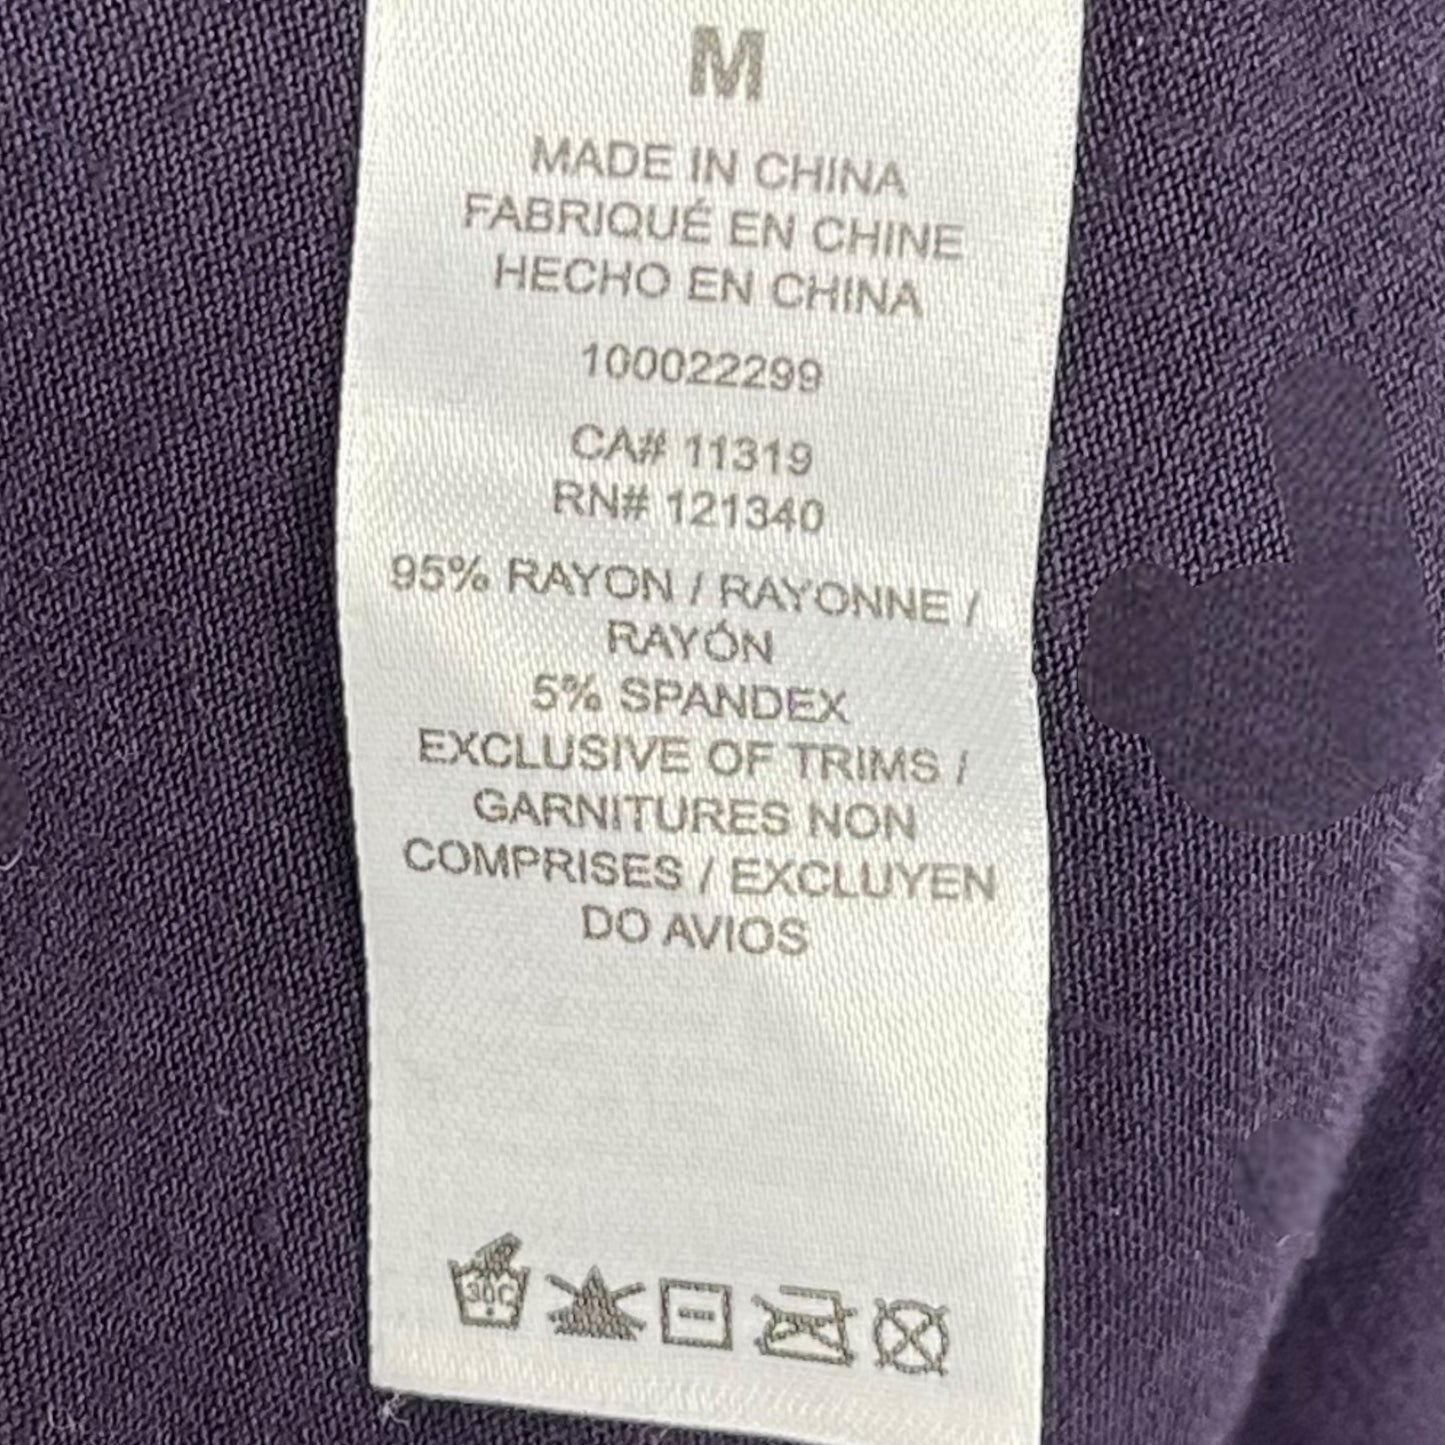 M
MADE IN CHINA
FABRIQUÉ EN CHINE
HECHO EN CHINA
100022299
CA# 11319
RN# 121340
95% RAYON / RAYONNE /
RAYÓN
5% SPANDEX
EXCLUSIVE OF TRIMS /
GARNITURES NON
COMPRISES / EXCLUYEN
DO AVIOS
30C